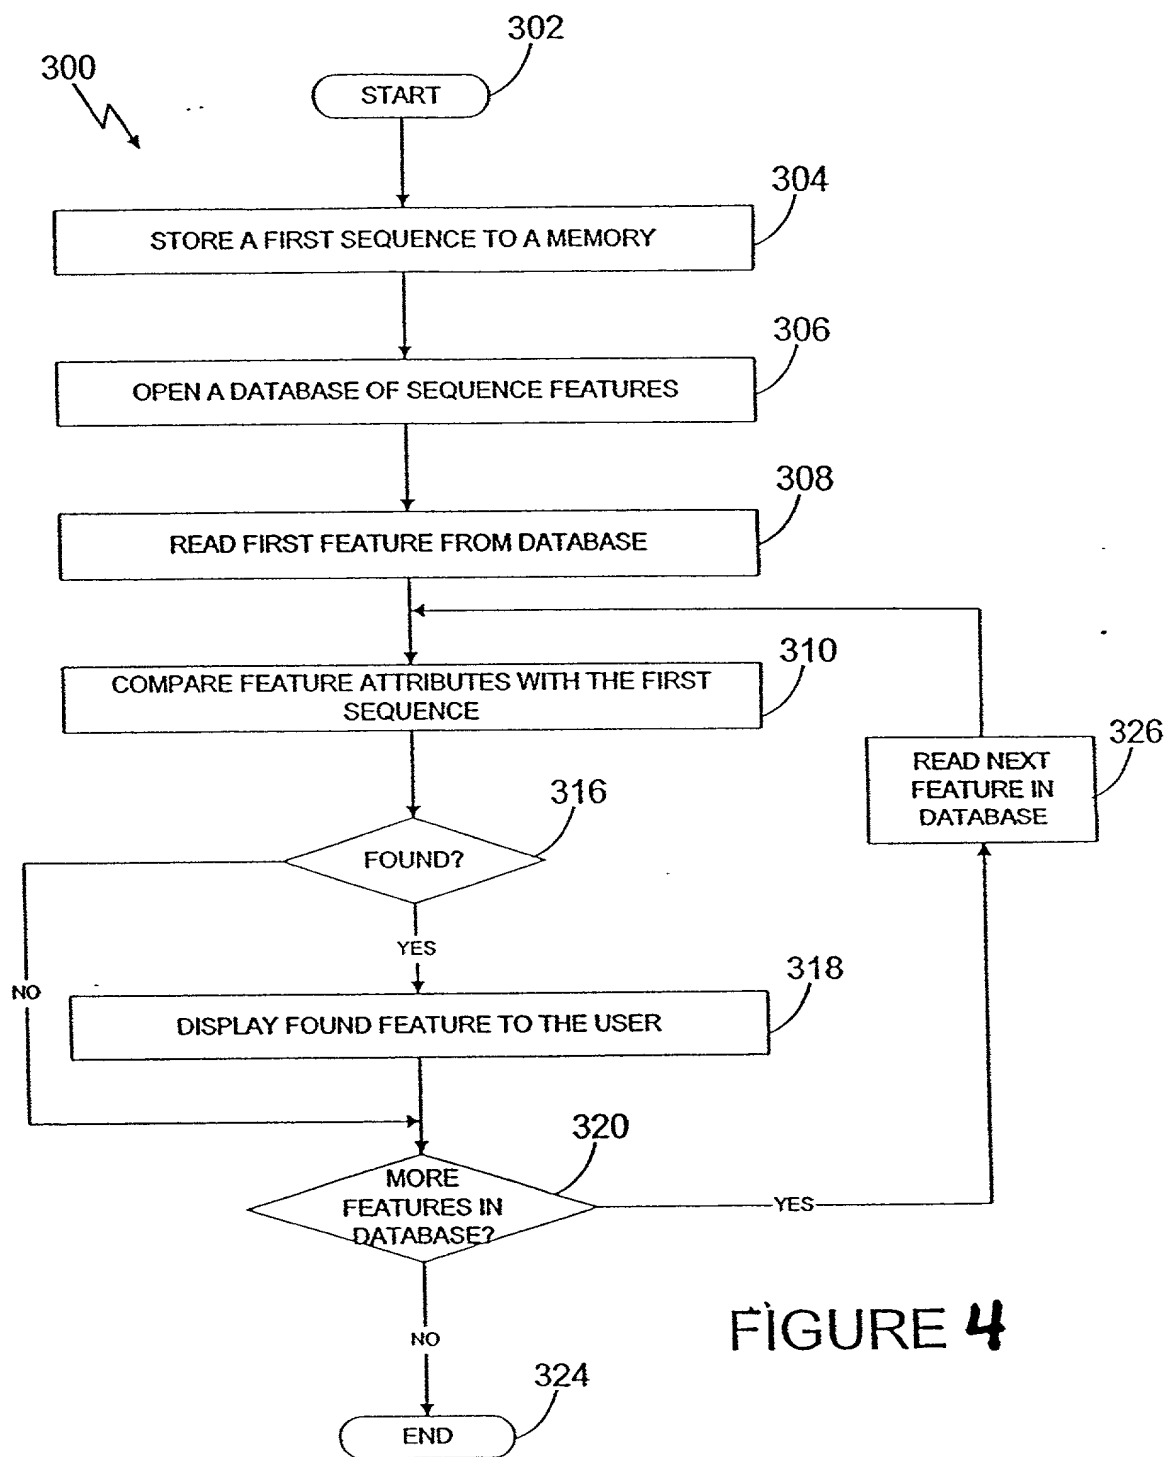 302
300
START
304
STORE A FIRST SEQUENCE TO A MEMORY
306
OPEN A DATABASE OF SEQUENCE FEATURES
308
READ FIRST FEATURE FROM DATABASE
310
COMPARE FEATURE ATTRIBUTES WITH THE FIRST
SEQUENCE
326
READ NEXT
FEATURE IN
DATABASE
316
FOUND?
YES
NO
318
DISPLAY FOUND FEATURE TO THE USER
320
MORE
FEATURES IN
DATABASE?
YES
NO
FIGURE 4
324
END